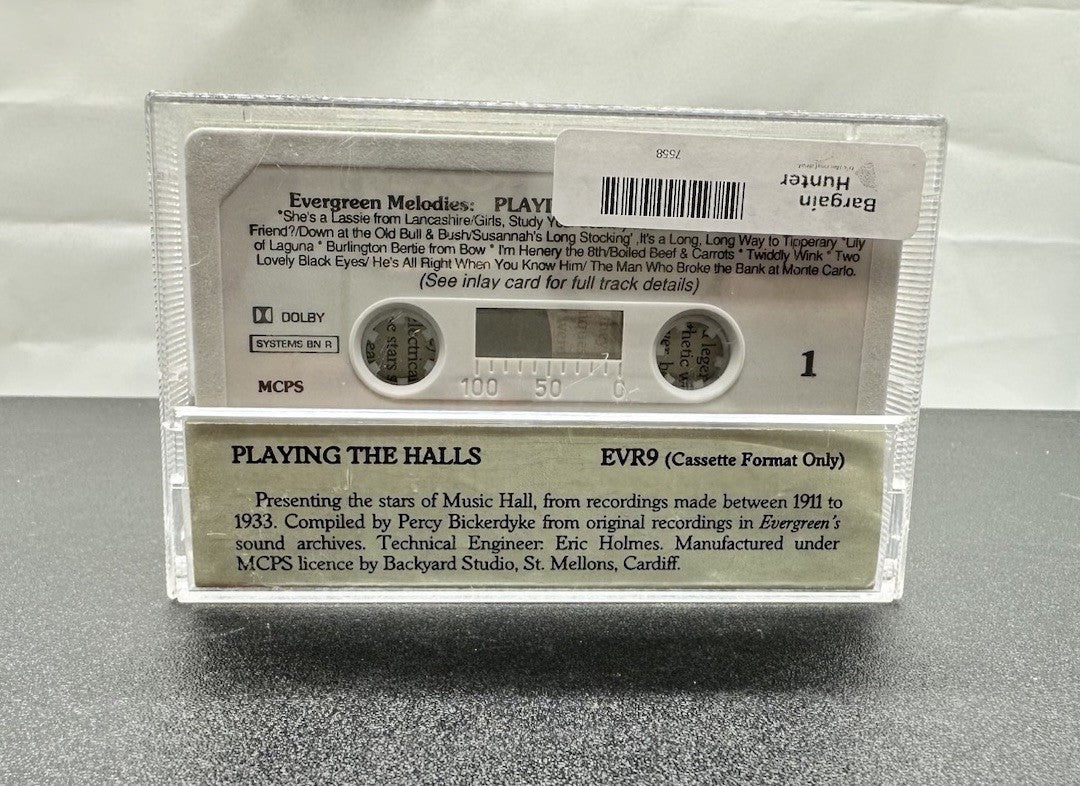 7558
Bargain
Hunter
Evergreen Melodies: PLAYI
"She's a Lassie from Lancashire/Girls, Study
Friend?/Down at the Old Bull & Bush/Susannah's Long Stocking' .It's a Long, Long Way to Tipperary "Lily
of Laguna * Burlington Bertie from Bow * I'm Henery the 8th/Boiled Beef & Carrots * Twiddly Wink * Two
Lovely Black Eyes/ He's All Right When You Know Him/ The Man Who Broke the Bank at Monte Carlo.
(See inlay card for full track details)
DOLBY
SYSTEMS BN R
MCPS
100 50 0
1
PLAYING THE HALLS EVR9 (Cassette Format Only)
Presenting the stars of Music Hall, from recordings made between 1911 to
1933. Compiled by Percy Bickerdyke from original recordings in Evergreen's
sound archives. Technical Engineer: Eric Holmes. Manufactured under
MCPS licence by Backyard Studio, St. Mellons, Cardiff.